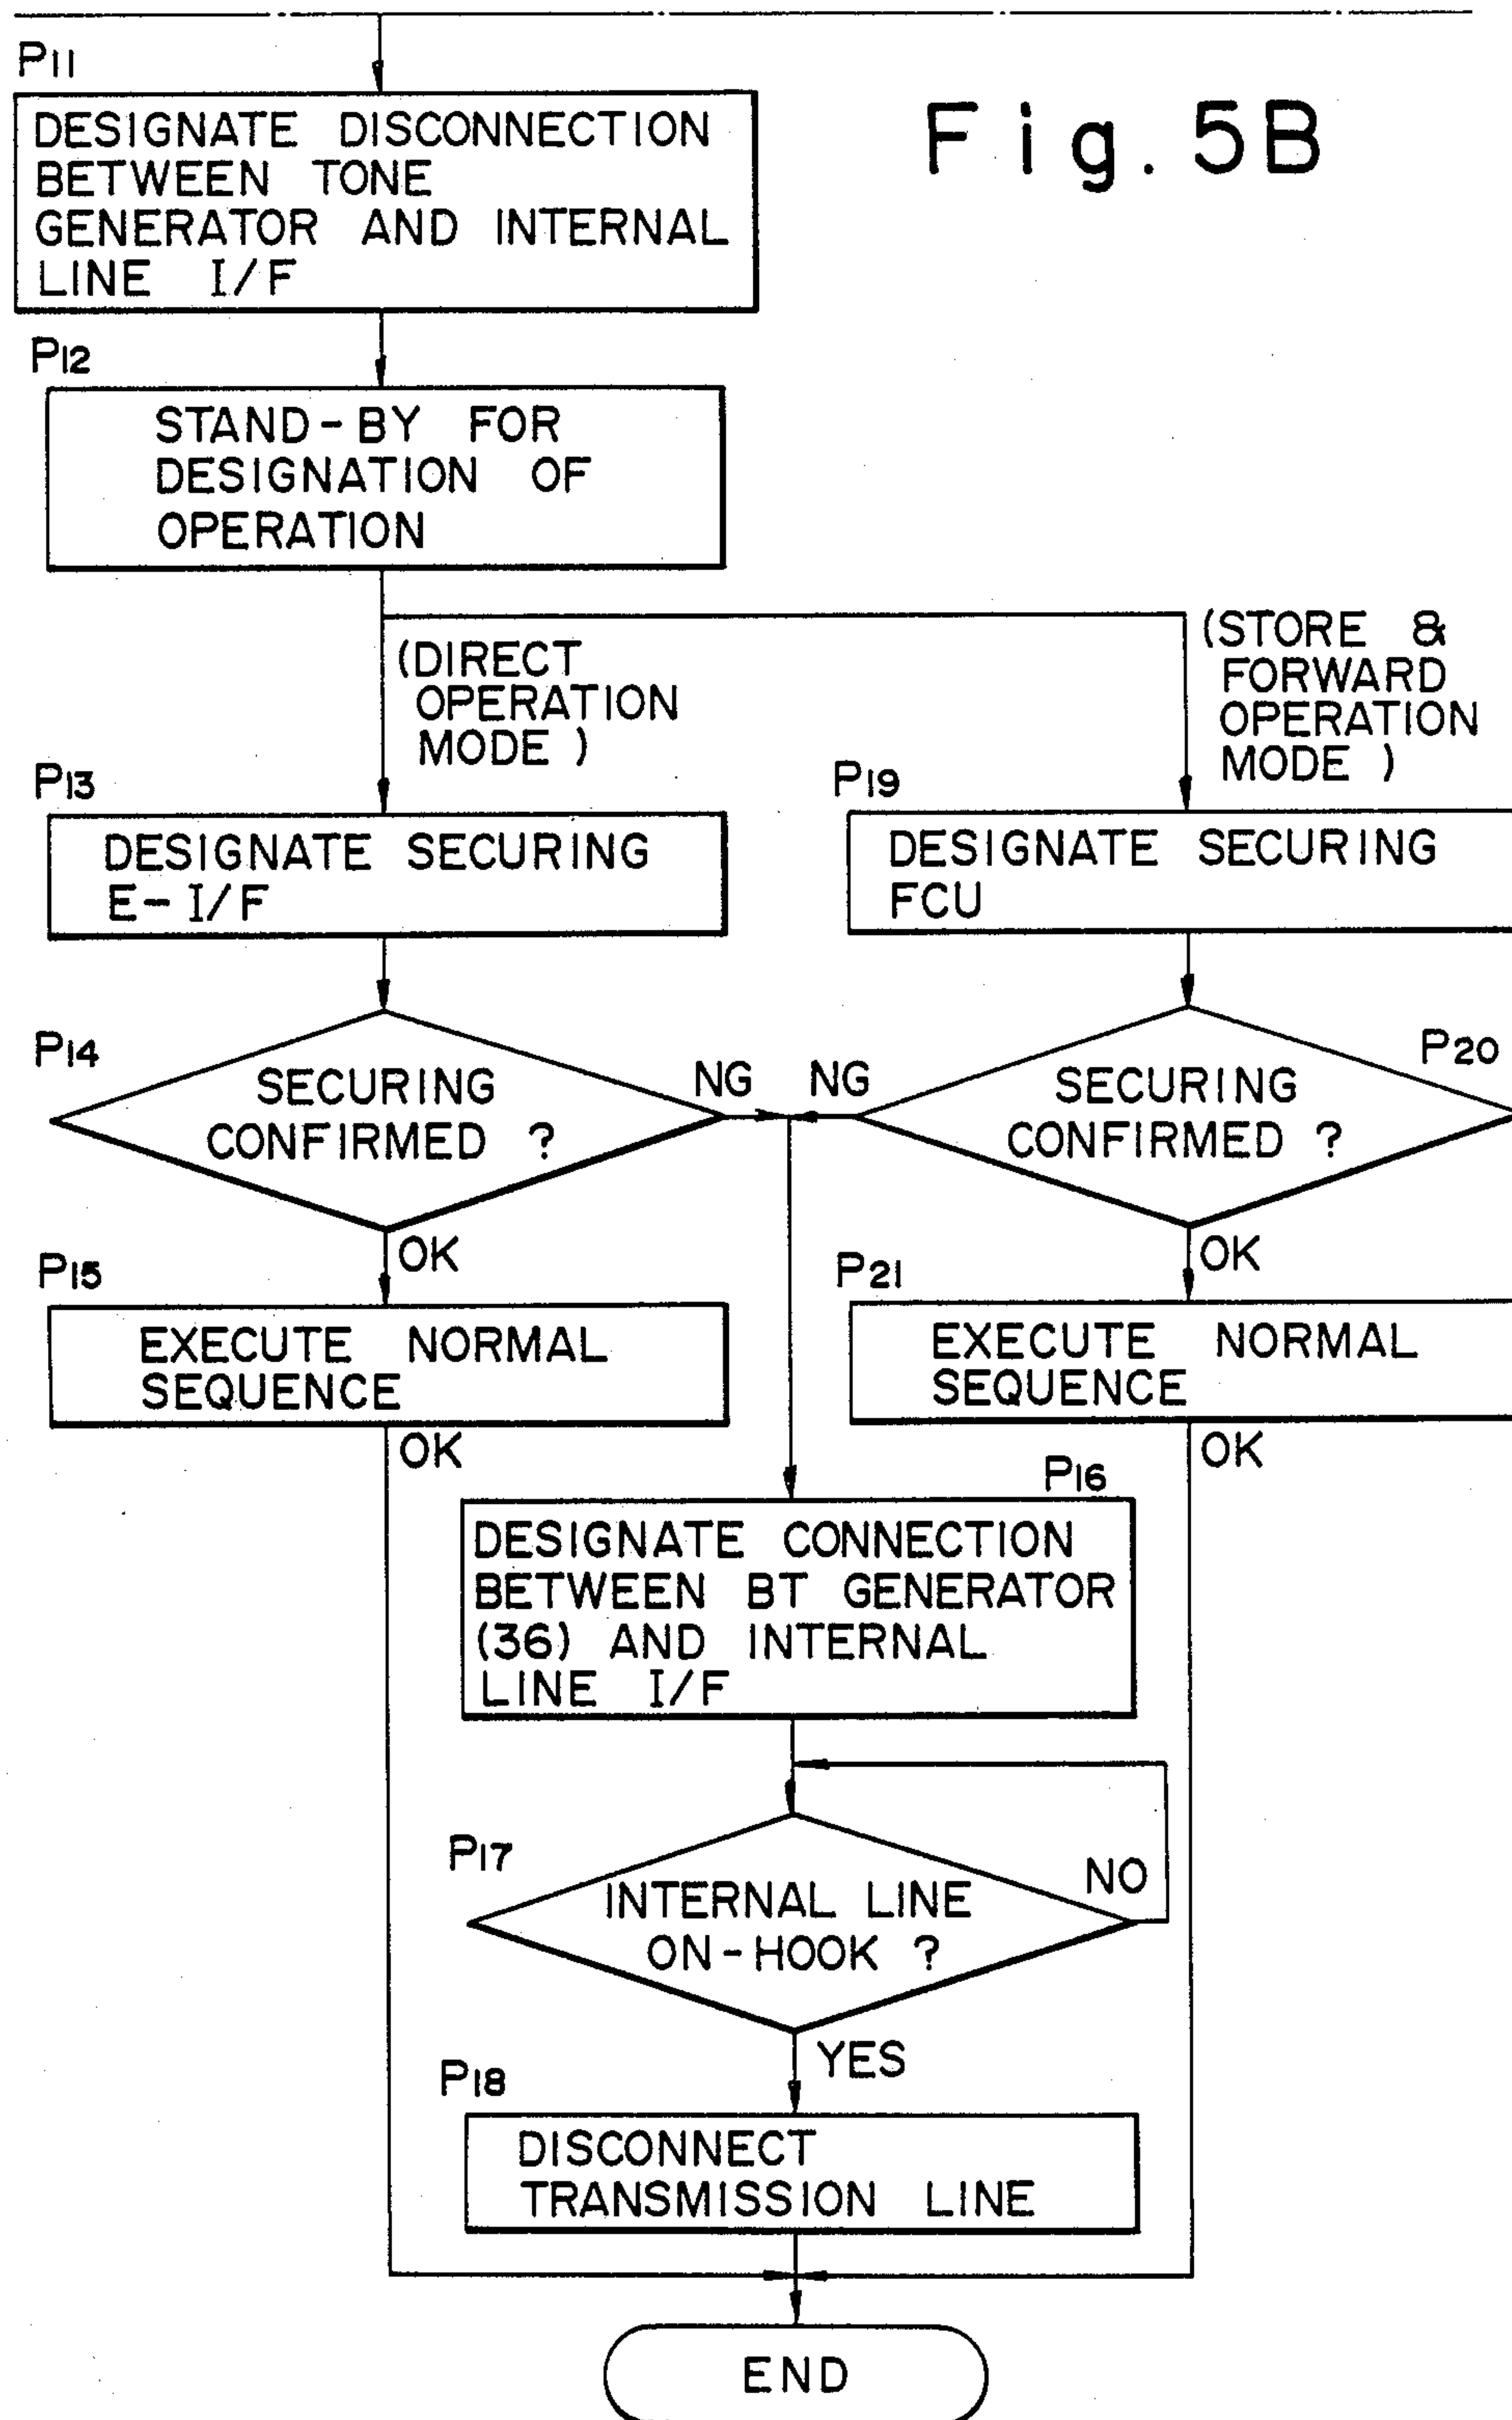 Fig. 5B
P11
DESIGNATE DISCONNECTION
BETWEEN TONE
GENERATOR AND INTERNAL
LINE I/F
P12
STAND-BY FOR
DESIGNATION OF
OPERATION
(DIRECT
OPERATION
MODE )
(STORE &
FORWARD
OPERATION
MODE )
P13
DESIGNATE SECURING
E-I/F
P19
DESIGNATE SECURING
FCU
P14
SECURING
CONFIRMED ?
NG
NG
P20
SECURING
CONFIRMED ?
OK
OK
P15
EXECUTE NORMAL
SEQUENCE
OK
P21
EXECUTE NORMAL
SEQUENCE
OK
P16
DESIGNATE CONNECTION
BETWEEN BT GENERATOR
(36) AND INTERNAL
LINE I/F
P17
INTERNAL LINE
ON-HOOK ?
NO
YES
P18
DISCONNECT
TRANSMISSION LINE
END